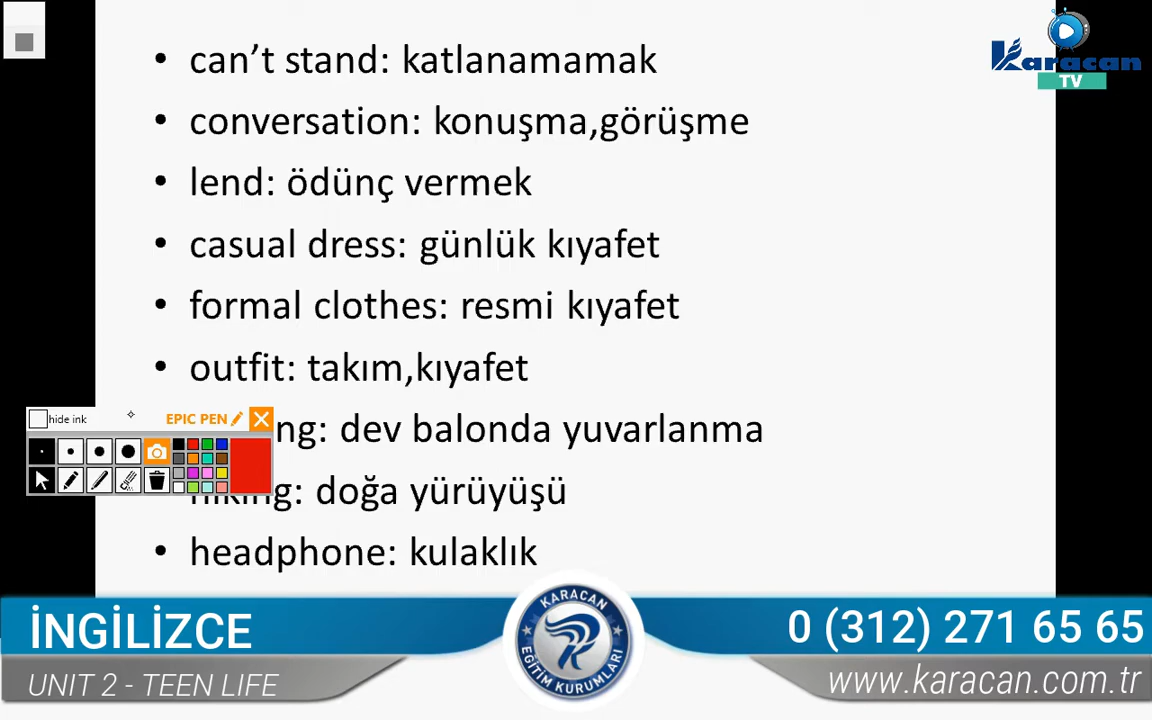 Karacan
TV
• can’t stand: katlanamamak
• conversation: konuşma,görüşme
• lend: ödünç vermek
• casual dress: günlük kıyafet
• formal clothes: resmi kıyafet
• outfit: takım,kıyafet
hide ink
EPIC PEN
ng: dev balonda yuvarlanma
hiking: doğa yürüyüşü
• headphone: kulaklık
KARACAN
EĞİTİM KURUMLARI
İNGİLİZCE
0 (312) 271 65 65
UNIT 2 - TEEN LIFE
www.karacan.com.tr